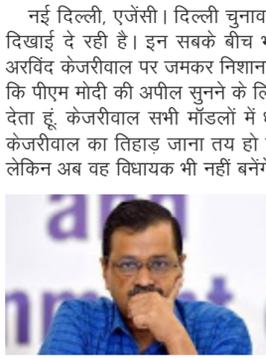 नई दिल्ली, एजेंसी। दिल्ली चुनाव
दिखाई दे रही है। इन सबके बीच
अरविंद केजरीवाल पर जमकर निशान
कि पीएम मोदी की अपील सुनने के
देता हूं. केजरीवाल सभी मॉडलों में
केजरीवाल का तिहाड़ जाना तय हो
लेकिन अब वह विधायक भी नहीं बनेंगे